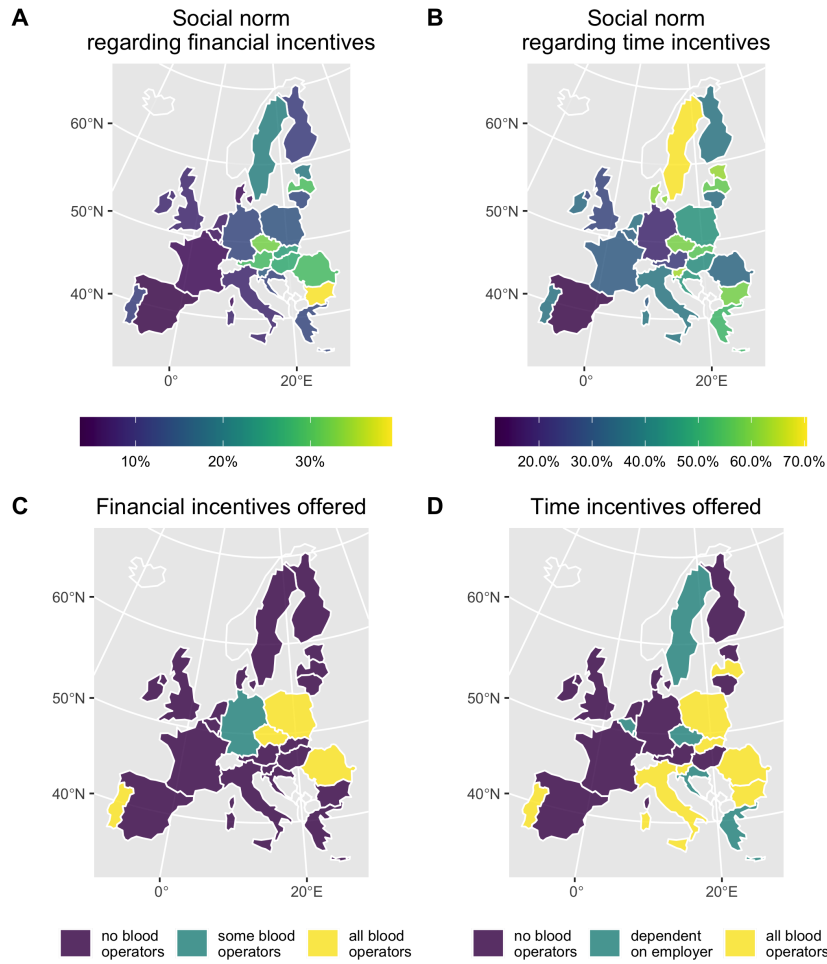 A
Social norm
regarding financial incentives
60°N
50°N
40°N
0°
20°E
10%
20%
30%
B
Social norm
regarding time incentives
60°N
50°N
40°N
0°
20°E
20.0%
30.0%
40.0%
50.0%
60.0%
70.0%
C
Financial incentives offered
60°N
50°N
40°N
0°
20°E
no blood
operators
some blood
operators
all blood
operators
D
Time incentives offered
60°N
50°N
40°N
0°
20°E
no blood
operators
dependent
on employer
all blood
operators